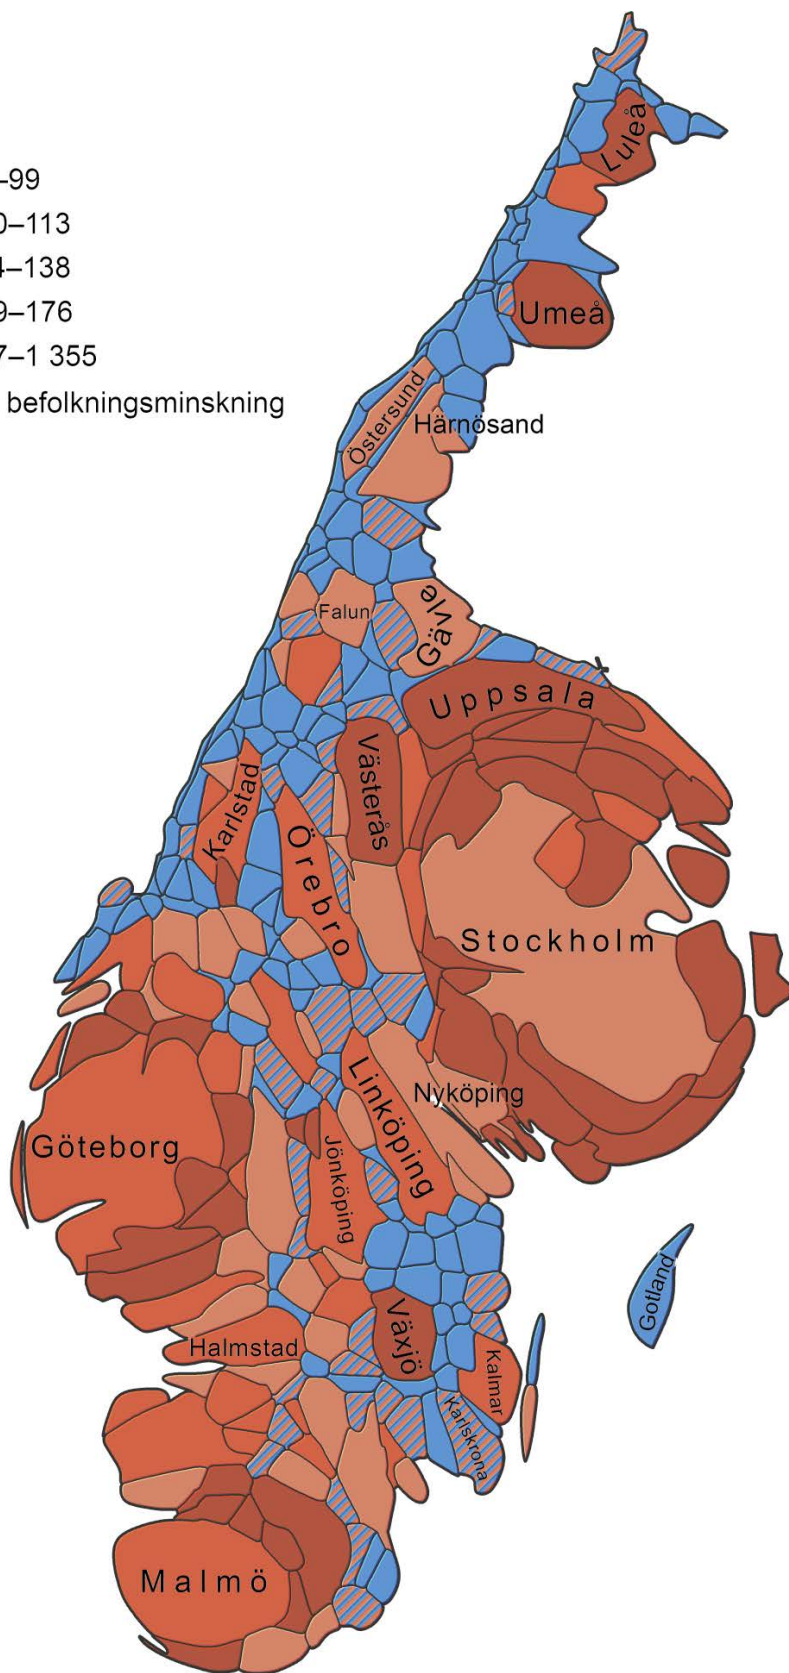 –99
0–113
4–138
9–176
7–1 355
befolkningsminskning
Luleå
Umeå
Östersund
Härnösand
Falun
Gävle
Uppsala
Västerås
Karlstad
Örebro
Stockholm
Linköping
Nyköping
Göteborg
Jönköping
Gotland
Växjö
Halmstad
Kalmar
Karlskrona
Malmö